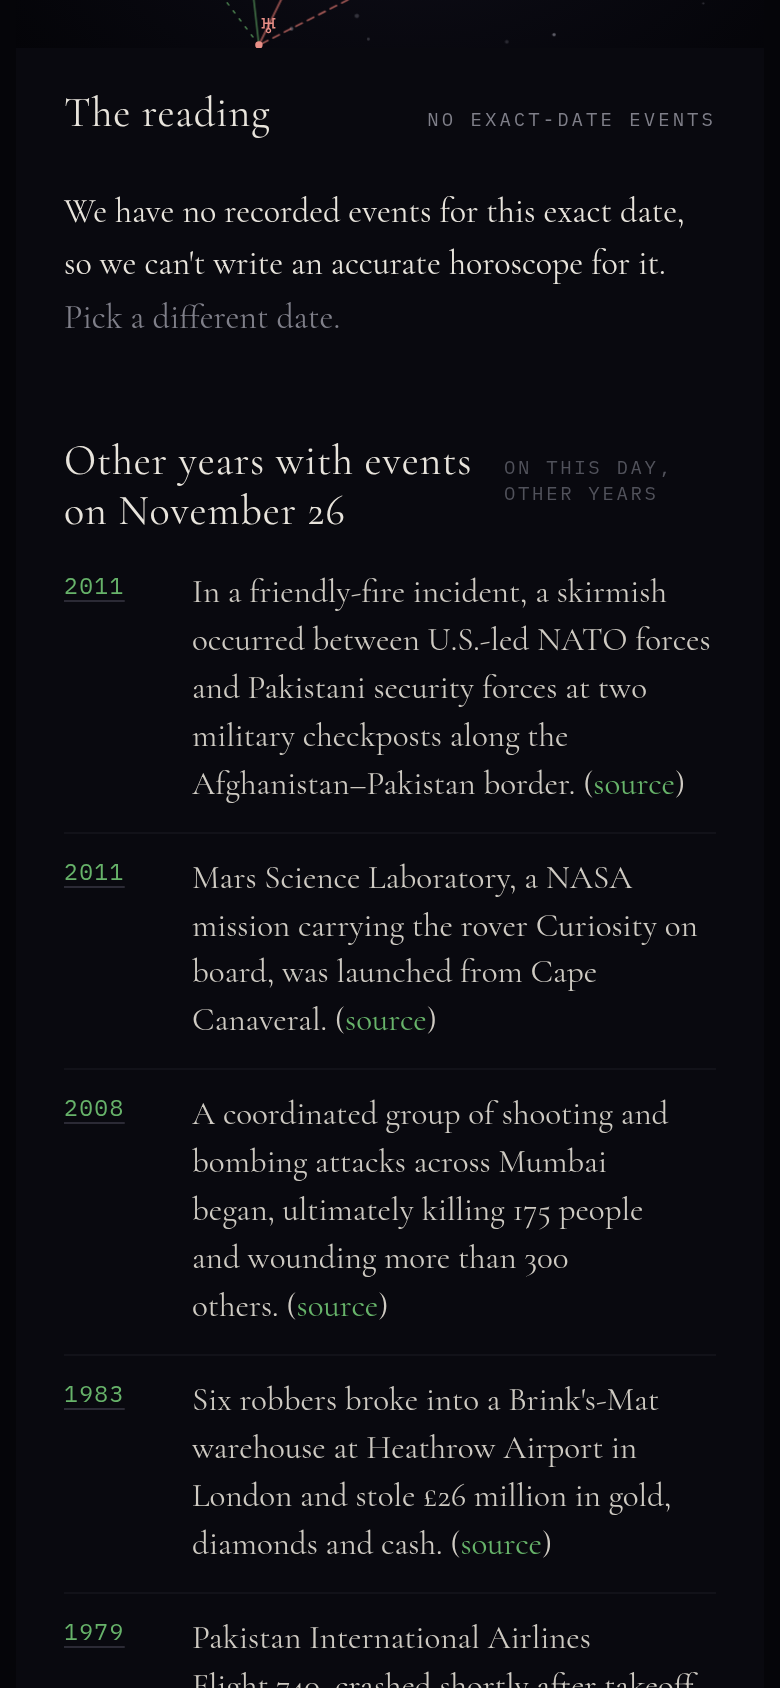 ♅
The reading
NO EXACT-DATE EVENTS
We have no recorded events for this exact date,
so we can't write an accurate horoscope for it.
Pick a different date.
Other years with events
on November 26
ON THIS DAY,
OTHER YEARS
2011
In a friendly-fire incident, a skirmish
occurred between U.S.-led NATO forces
and Pakistani security forces at two
military checkposts along the
Afghanistan–Pakistan border. (source)
2011
Mars Science Laboratory, a NASA
mission carrying the rover Curiosity on
board, was launched from Cape
Canaveral. (source)
2008
A coordinated group of shooting and
bombing attacks across Mumbai
began, ultimately killing 175 people
and wounding more than 300
others. (source)
1983
Six robbers broke into a Brink's-Mat
warehouse at Heathrow Airport in
London and stole £26 million in gold,
diamonds and cash. (source)
1979
Pakistan International Airlines
Flight 740, crashed shortly after takeoff